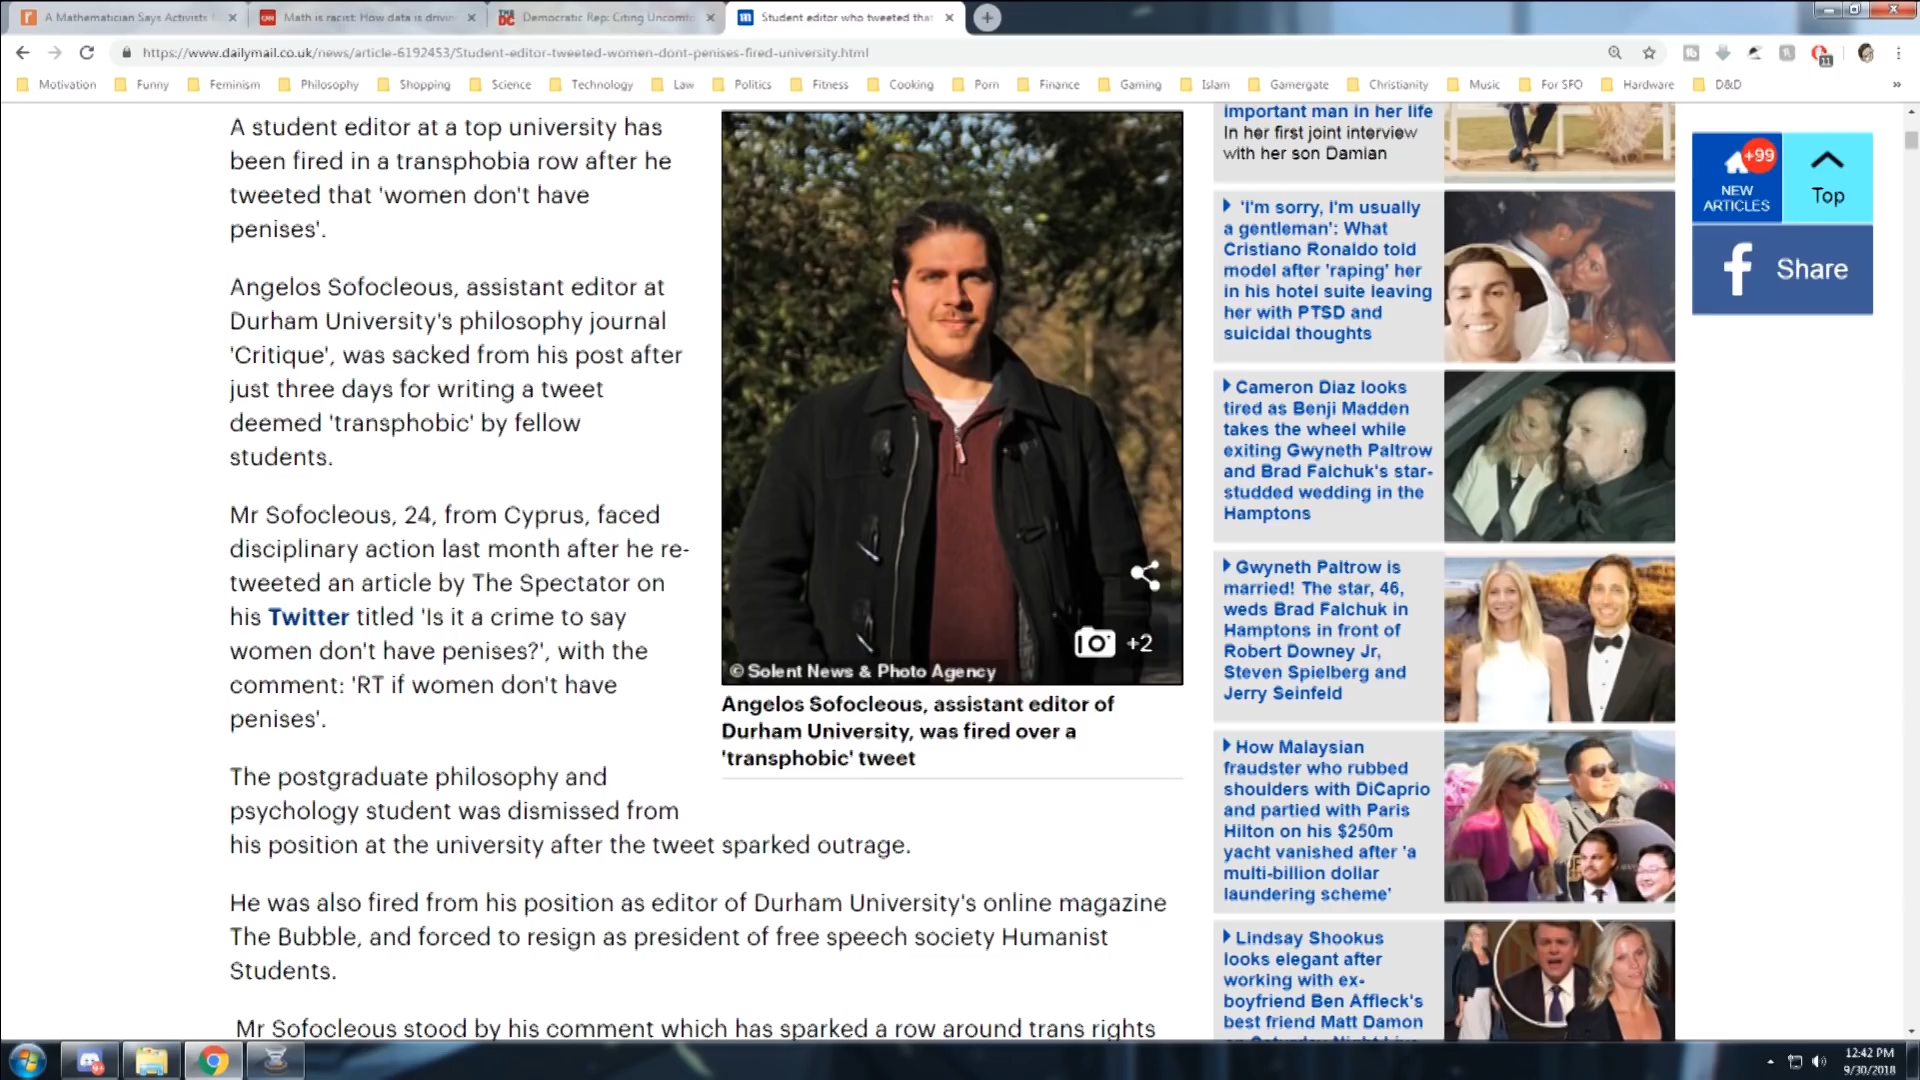 A Mathematician Says Activists
Math is racist: How data is drivin
Democratic Rep: Citing Uncomfo
Student editor who tweeted that
https://www.dailymail.co.uk/news/article-6192453/Student-editor-tweeted-women-dont-penises-fired-university.html
11
Motivation Funny Feminism Philosophy Shopping Science Technology Law Politics Fitness Cooking Porn Finance Gaming Islam Gamergate Christianity Music For SFO Hardware D&D »
A student editor at a top university has
been fired in a transphobia row after he
tweeted that 'women don't have
penises'.
Angelos Sofocleous, assistant editor at
Durham University's philosophy journal
'Critique', was sacked from his post after
just three days for writing a tweet
deemed 'transphobic' by fellow
students.
Mr Sofocleous, 24, from Cyprus, faced
disciplinary action last month after he re-
tweeted an article by The Spectator on
his Twitter titled 'Is it a crime to say
women don't have penises?', with the
comment: 'RT if women don't have
penises'.
The postgraduate philosophy and
psychology student was dismissed from
his position at the university after the tweet sparked outrage.
He was also fired from his position as editor of Durham University's online magazine
The Bubble, and forced to resign as president of free speech society Humanist
Students.
Mr Sofocleous stood by his comment which has sparked a row around trans rights
+2
© Solent News & Photo Agency
Angelos Sofocleous, assistant editor of
Durham University, was fired over a
'transphobic' tweet
important man in her life
In her first joint interview
with her son Damian
'I'm sorry, I'm usually
a gentleman': What
Cristiano Ronaldo told
model after 'raping' her
in his hotel suite leaving
her with PTSD and
suicidal thoughts
Cameron Diaz looks
tired as Benji Madden
takes the wheel while
exiting Gwyneth Paltrow
and Brad Falchuk's star-
studded wedding in the
Hamptons
Gwyneth Paltrow is
married! The star, 46,
weds Brad Falchuk in
Hamptons in front of
Robert Downey Jr,
Steven Spielberg and
Jerry Seinfeld
How Malaysian
fraudster who rubbed
shoulders with DiCaprio
and partied with Paris
Hilton on his $250m
yacht vanished after 'a
multi-billion dollar
laundering scheme'
Lindsay Shookus
looks elegant after
working with ex-
boyfriend Ben Affleck's
best friend Matt Damon
+99
NEW
ARTICLES
Top
Share
12:42 PM
9/30/2018